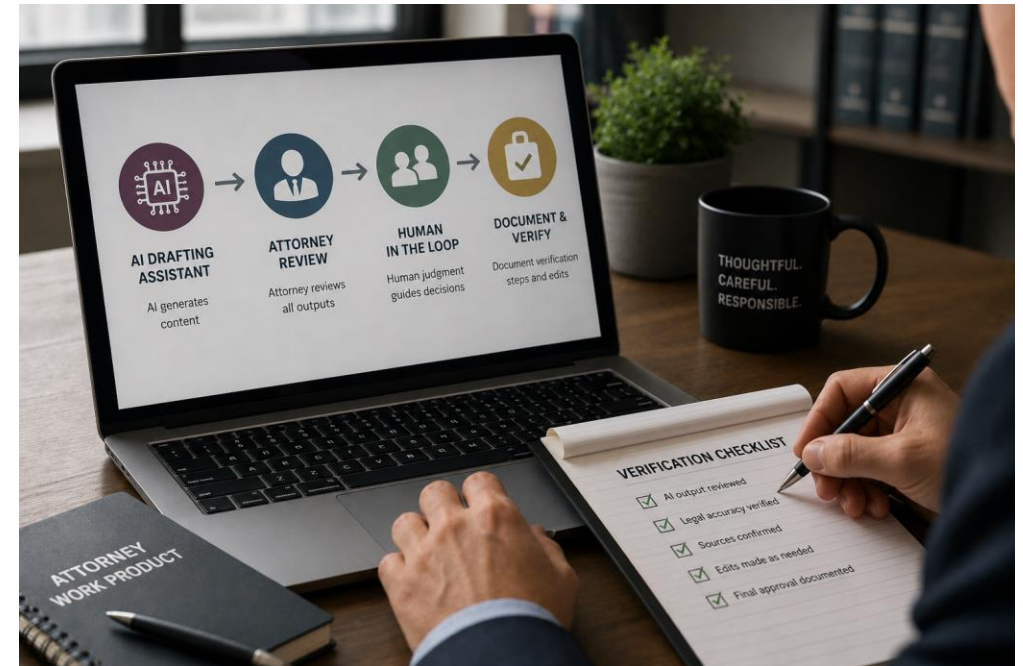 AI
AI DRAFTING
ASSISTANT
AI generates
content
ATTORNEY
REVIEW
Attorney reviews
all outputs
HUMAN
IN THE LOOP
Human judgment
guides decisions
DOCUMENT &
VERIFY
Document verification
steps and edits
THOUGHTFUL.
CAREFUL.
RESPONSIBLE.
VERIFICATION CHECKLIST
AI output reviewed
Legal accuracy verified
Sources confirmed
Edits made as needed
Final approval documented
ATTORNEY
WORK PRODUCT